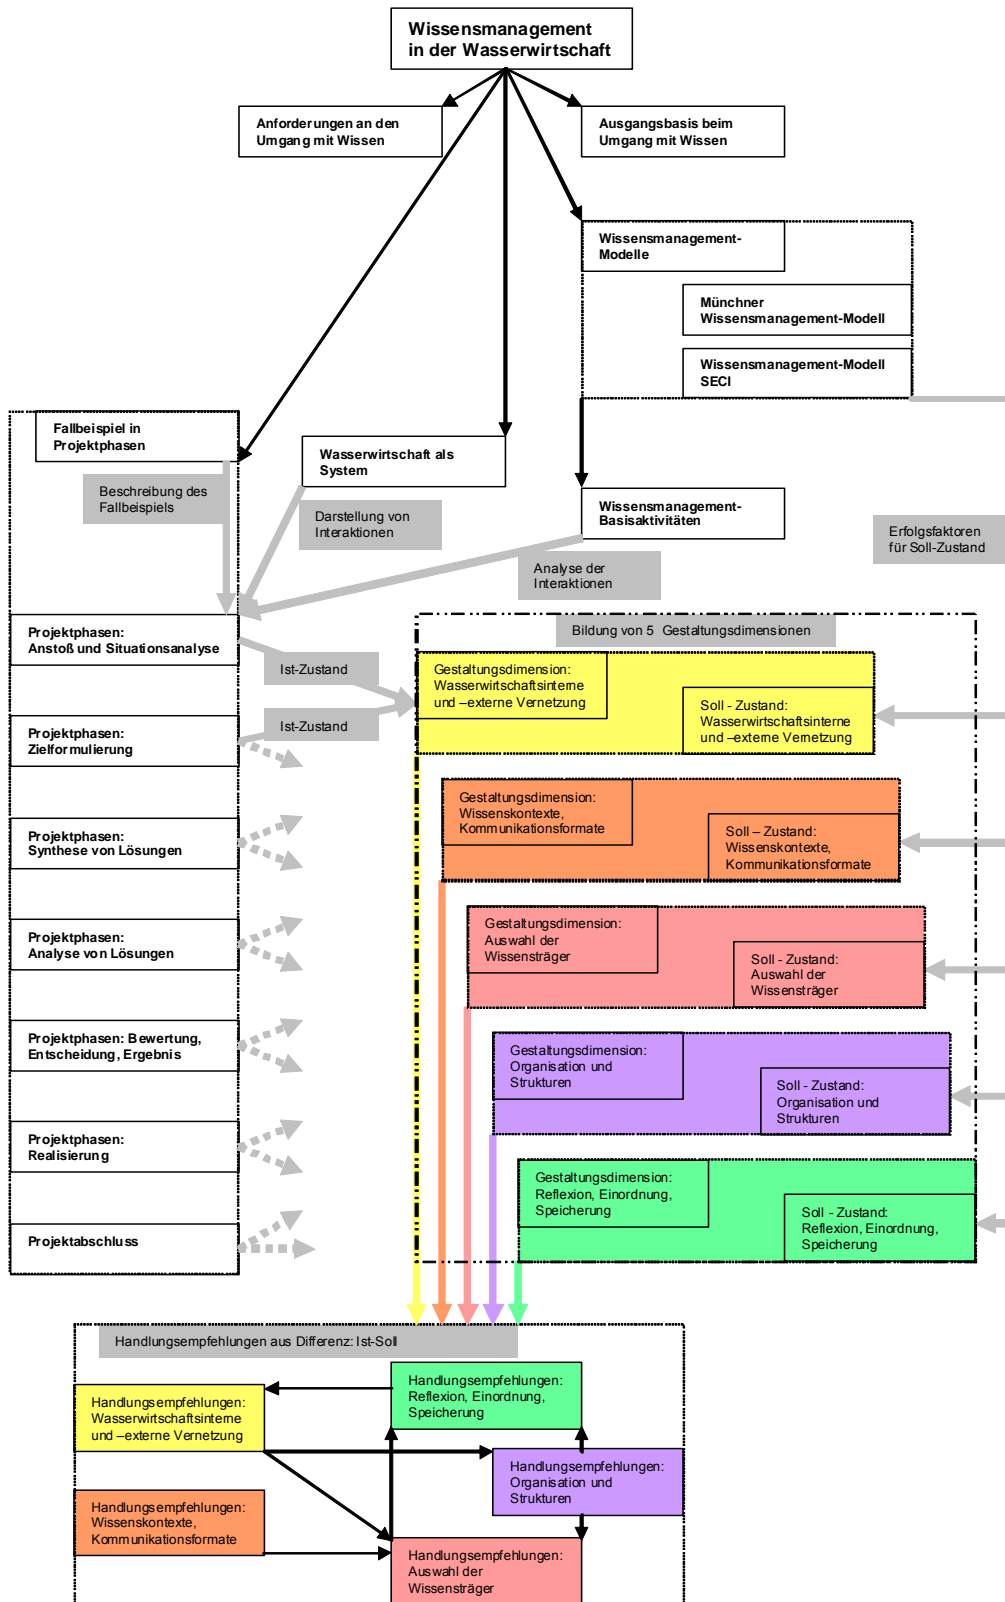 Wissensmanagement
in der Wasserwirtschaft
Anforderungen an den
Umgang mit Wissen
Ausgangsbasis beim
Umgang mit Wissen
Wissensmanagement-
Modelle
Münchner
Wissensmanagement-Modell
Wissensmanagement-Modell
SECI
Fallbeispiel in
Projektphasen
Wasserwirtschaft als
System
Beschreibung des
Fallbeispiels
Darstellung von
Interaktionen
Wissensmanagement-
Basisaktivitäten
Erfolgsfaktoren
für Soll-Zustand
Analyse der
Interaktionen
Projektphasen:
Anstoß und Situationsanalyse
Ist-Zustand
Bildung von 5 Gestaltungsdimensionen
Gestaltungsdimension:
Wasserwirtschaftsinterne
und –externe Vernetzung
Soll - Zustand:
Wasserwirtschaftsinterne
und –externe Vernetzung
Projektphasen:
Zielformulierung
Ist-Zustand
Gestaltungsdimension:
Wissenskontexte,
Kommunikationsformate
Soll – Zustand:
Wissenskontexte,
Kommunikationsformate
Projektphasen:
Synthese von Lösungen
Gestaltungsdimension:
Auswahl der
Wissensträger
Soll - Zustand:
Auswahl der
Wissensträger
Projektphasen:
Analyse von Lösungen
Gestaltungsdimension:
Organisation und
Strukturen
Soll - Zustand:
Organisation und
Strukturen
Projektphasen: Bewertung,
Entscheidung, Ergebnis
Projektphasen:
Realisierung
Gestaltungsdimension:
Reflexion, Einordnung,
Speicherung
Soll - Zustand:
Reflexion, Einordnung,
Speicherung
Projektabschluss
Handlungsempfehlungen aus Differenz: Ist-Soll
Handlungsempfehlungen:
Reflexion, Einordnung,
Speicherung
Handlungsempfehlungen:
Wasserwirtschaftsinterne
und –externe Vernetzung
Handlungsempfehlungen:
Organisation und
Strukturen
Handlungsempfehlungen:
Wissenskontexte,
Kommunikationsformate
Handlungsempfehlungen:
Auswahl der
Wissensträger